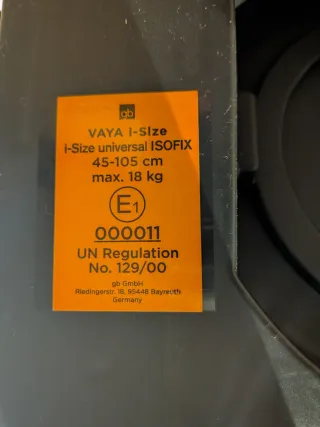 gb
VAYA i-Size
i-Size universal ISOFIX
45-105 cm
max. 18 kg
E1
000011
UN Regulation
No. 129/00
gb GmbH
Riedingerstr. 18, 95448 Bayreuth
Germany